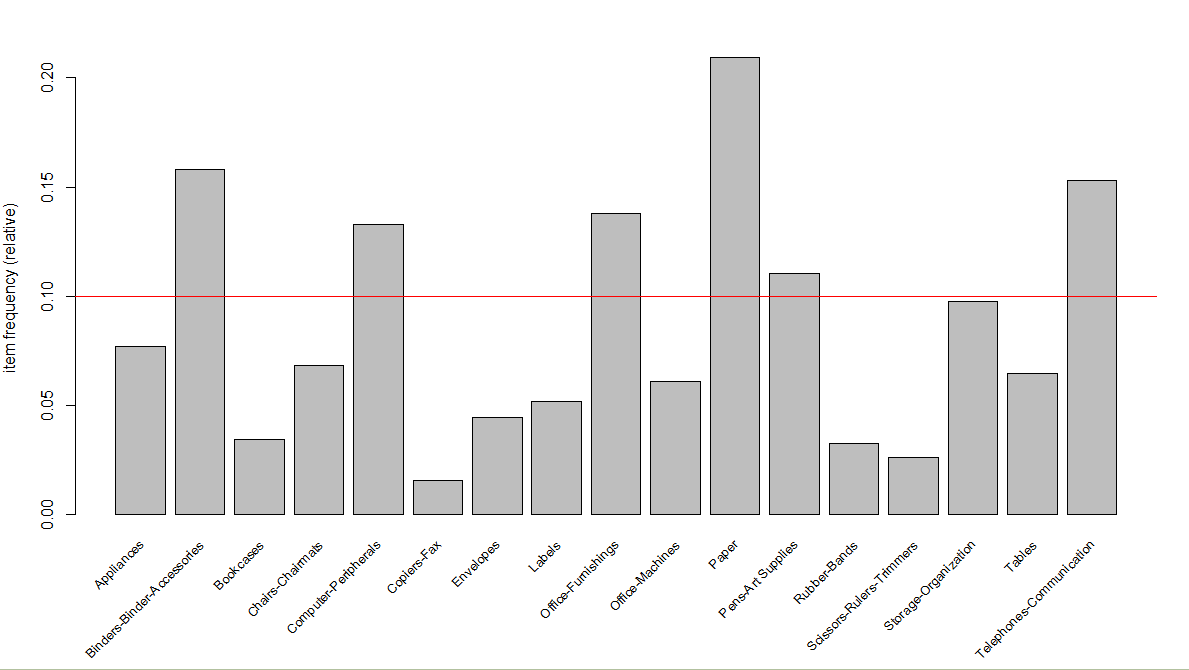 item frequency (relative)
0.20
0.15
0.10
0.05
0.00
Appliances
Binders-Binder-Accessories
Bookcases
Chairs-Chairmats
Computer-Peripherals
Copiers-Fax
Envelopes
Labels
Office-Furnishings
Office-Machines
Paper
Pens-Art Supplies
Rubber-Bands
Scissors-Rulers-Trimmers
Storage-Organization
Tables
Telephones-Communication